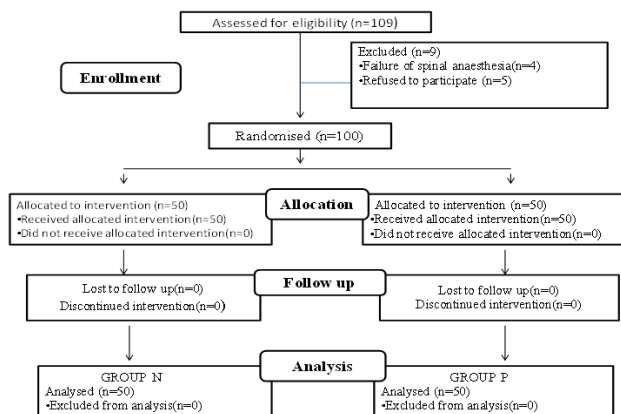 Assessed for eligibility (n=109)
Excluded (n=9)
•Failure of spinal anaesthesia(n=4)
•Refused to participate (n=5)
Enrollment
Randomised (n=100)
Allocated to intervention (n=50)
•Received allocated intervention(n=50)
•Did not receive allocated intervention(n=0)
Allocation
Allocated to intervention (n=50)
•Received allocated intervention(n=50)
•Did not receive allocated intervention(n=0)
Lost to follow up(n=0)
Discontinued intervention(n=0)
Follow up
Lost to follow up(n=0)
Discontinued intervention(n=0)
GROUP N
Analysed (n=50)
•Excluded from analysis(n=0)
Analysis
GROUP P
Analysed (n=50)
•Excluded from analysis(n=0)